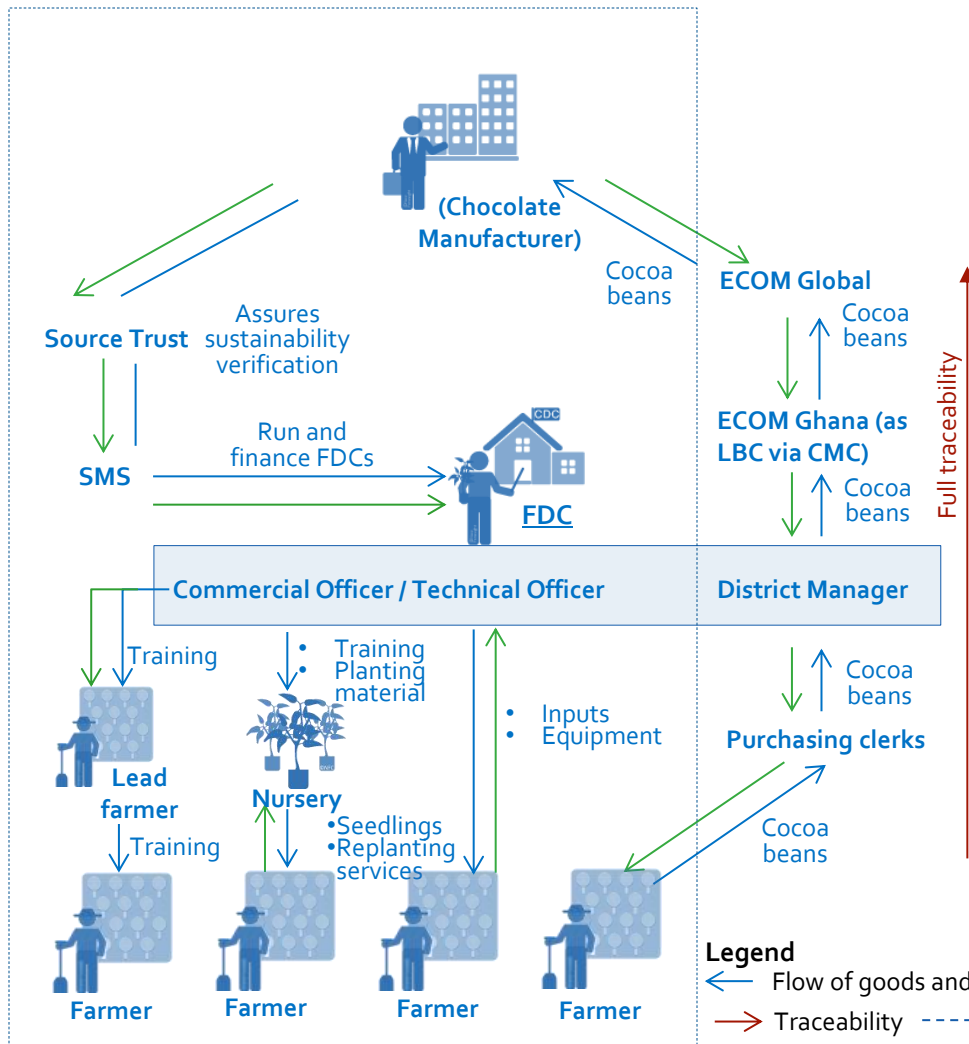 (Chocolate
Manufacturer)
Cocoa
beans
ECOM Global
Cocoa
beans
Source Trust
Assures
sustainability
verification
Full traceability
ECOM Ghana (as
LBC via CMC)
Run and
finance FDCs
CDC
SMS
FDC
Cocoa
beans
Commercial Officer / Technical Officer
District Manager
Training
• Training
• Planting
material
Cocoa
beans
• Inputs
• Equipment
Purchasing clerks
Lead
farmer
Nursery
Training
•Seedlings
•Replanting
services
Cocoa
beans
Farmer
Farmer
Farmer
Farmer
Legend
Flow of goods and
Traceability